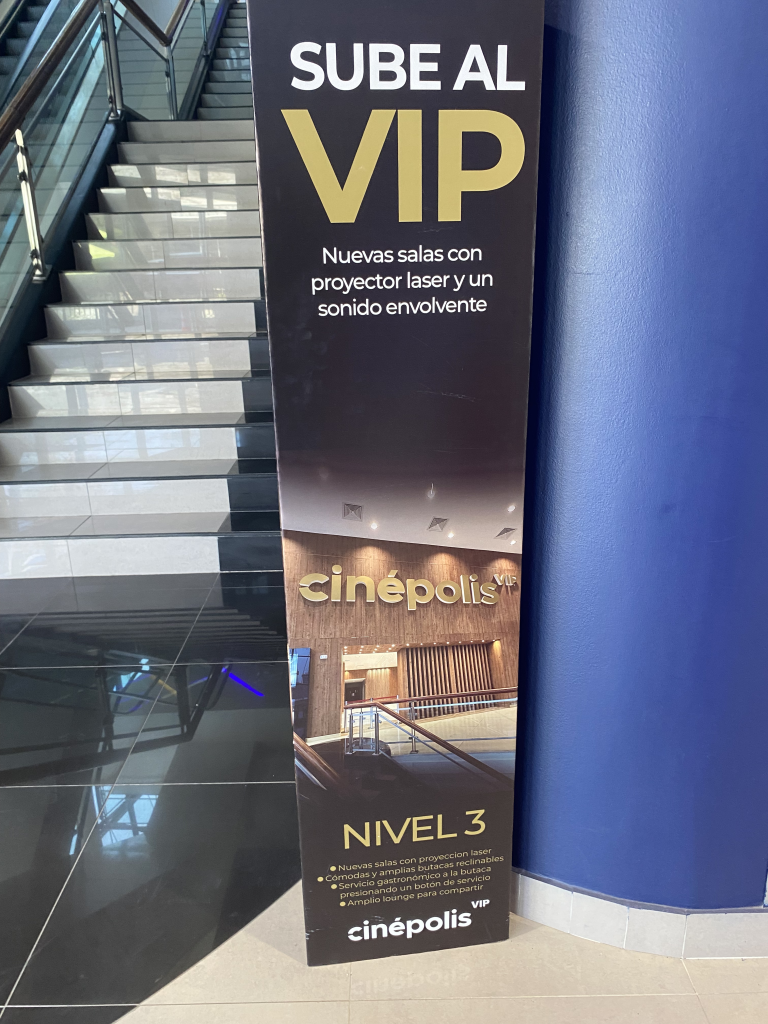 SUBE AL
VIP
Nuevas salas con
proyector laser y un
sonido envolvente
cinépolis VIP
NIVEL 3
• Nuevas salas con proyeccion laser
• Cómodas y amplias butacas reclinables
• Servicio gastronómico a la butaca
presionando un botón de servicio
• Amplio lounge para compartir
cinépolis VIP